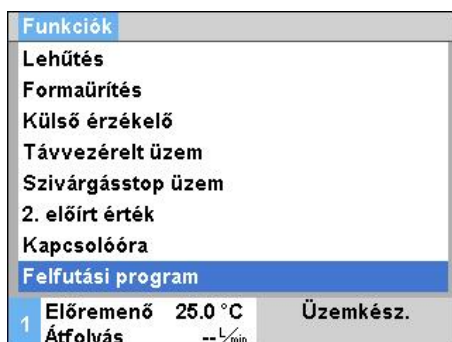 Funkciók
Lehűtés
Formaürítés
Külső érzékelő
Távvezérelt üzem
Szivárgásstop üzem
2. előírt érték
Kapcsolóóra
Felfutási program
1 Előremenő 25.0 °C Üzemkész.
Átfolyás --L/min